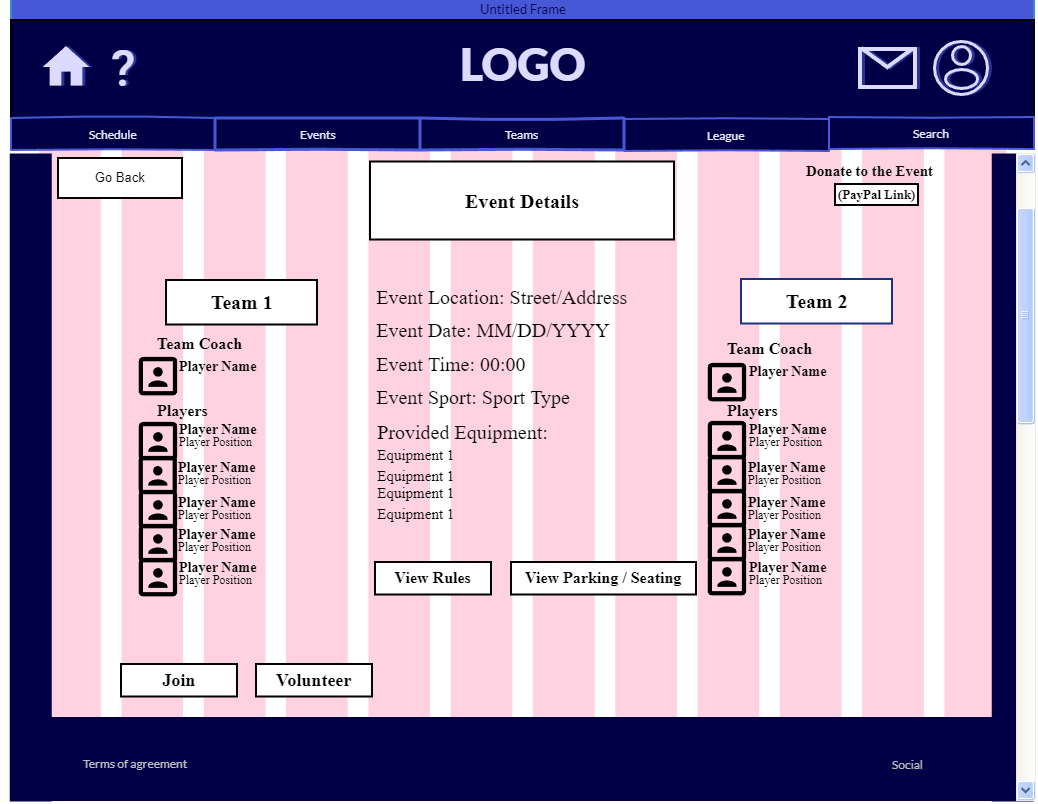 Untitled Frame
?
LOGO
Schedule
Events
Teams
League
Search
Go Back
Event Details
Donate to the Event
(PayPal Link)
Team 1
Team Coach
Player Name
Players
Player Name
Player Position
Player Name
Player Position
Player Name
Player Position
Player Name
Player Position
Player Name
Player Position
Event Location: Street/Address
Event Date: MM/DD/YYYY
Event Time: 00:00
Event Sport: Sport Type
Provided Equipment:
Equipment 1
Equipment 1
Equipment 1
Equipment 1
View Rules
View Parking / Seating
Team 2
Team Coach
Player Name
Players
Player Name
Player Position
Player Name
Player Position
Player Name
Player Position
Player Name
Player Position
Player Name
Player Position
Join
Volunteer
Terms of agreement
Social